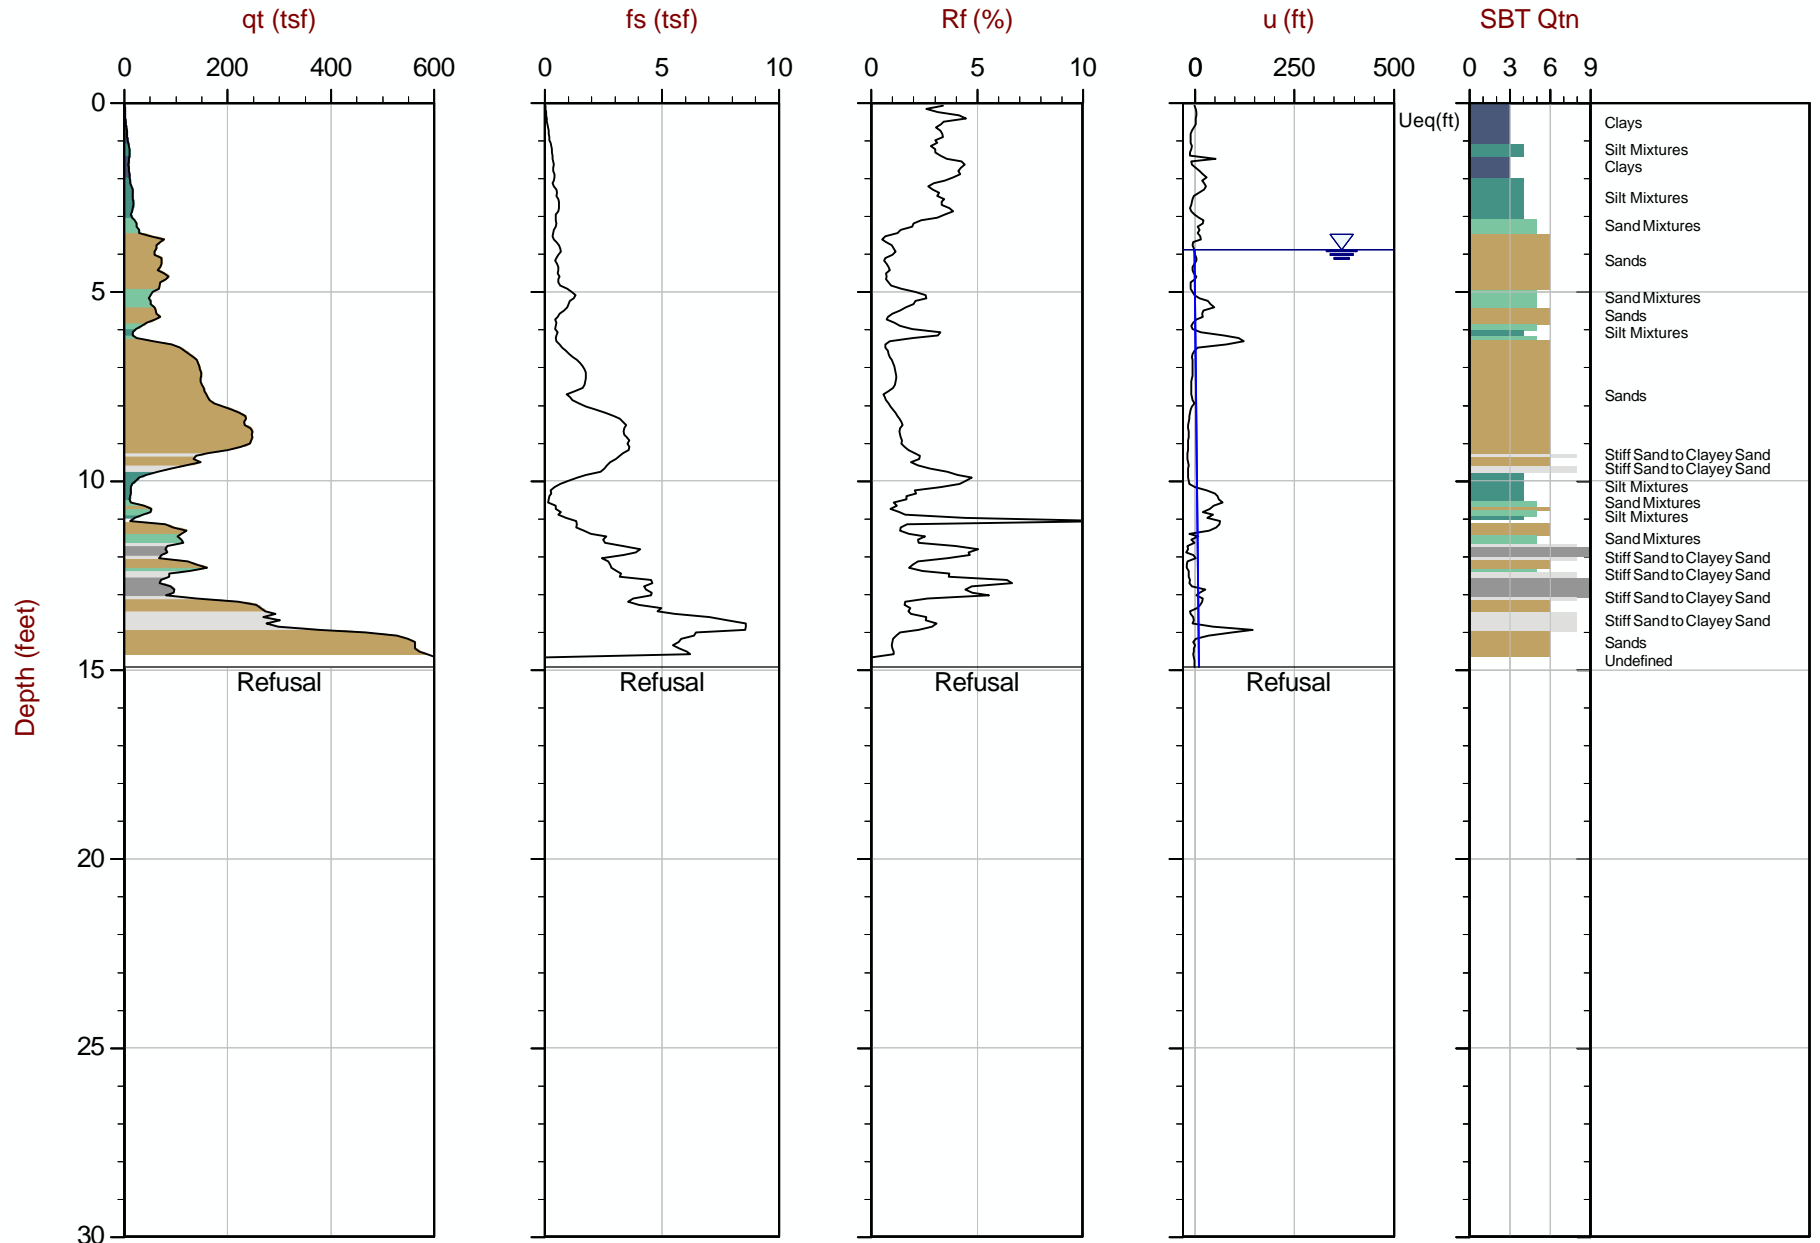 qt (tsf) fs (tsf) Rf (%) u (ft) SBT Qtn
0 200 400 600 0 5 10 0 5 10 0 250 500 0 3 6 9
0
Ueq(ft)
Clays
Silt Mixtures
Clays
Silt Mixtures
Sand Mixtures
Sands
5
Sand Mixtures
Sands
Silt Mixtures
Sands
Stiff Sand to Clayey Sand
Stiff Sand to Clayey Sand
10
Silt Mixtures
Sand Mixtures
Silt Mixtures
Sand Mixtures
Stiff Sand to Clayey Sand
Stiff Sand to Clayey Sand
Stiff Sand to Clayey Sand
Stiff Sand to Clayey Sand
Sands
Undefined
15
Refusal Refusal Refusal Refusal
Depth (feet)
20
25
30